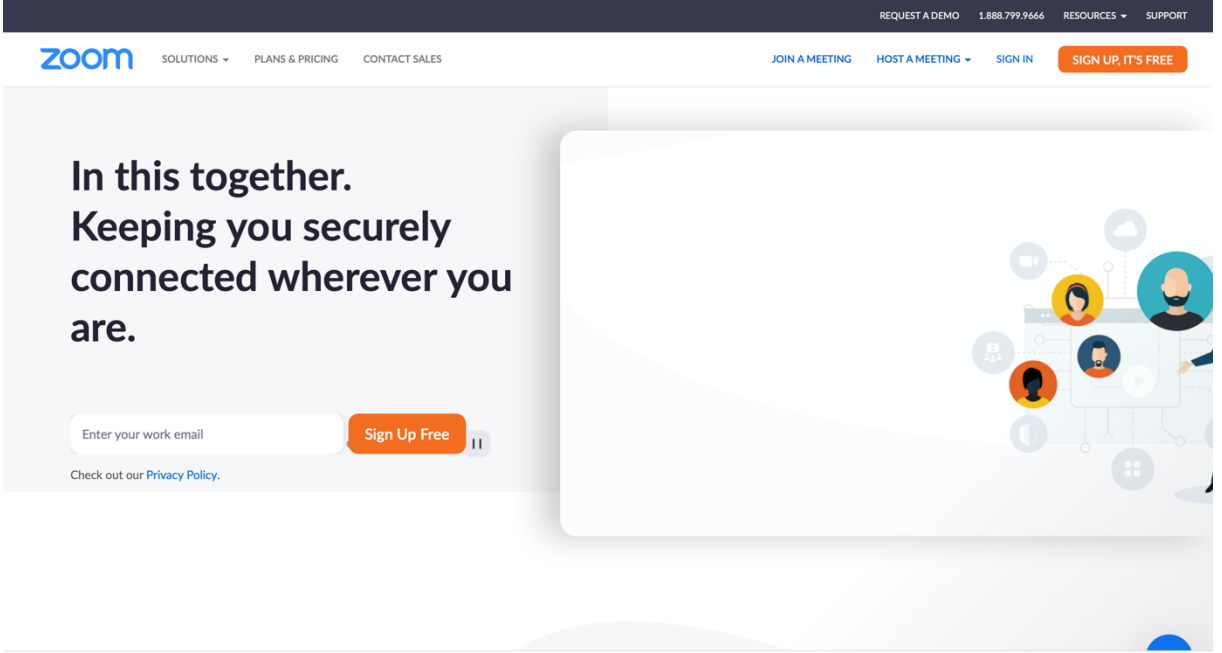 REQUEST A DEMO 1.888.799.9666 RESOURCES SUPPORT
zoom SOLUTIONS PLANS & PRICING CONTACT SALES JOIN A MEETING HOST A MEETING SIGN IN SIGN UP, IT'S FREE
In this together.
Keeping you securely
connected wherever you
are.
Enter your work email Sign Up Free
Check out our Privacy Policy.